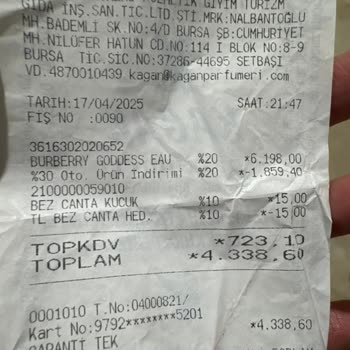 KOZMETİK GİYİM TURİZM
GIDA İNŞ.SAN.TİC.LTD.ŞTİ.MRK:NALBANTOĞLU
MH.BADEMLİ SK.NO:4/D BURSA ŞB:CUMHURİYET
MH.NİLÜFER HATUN CD.NO:114 I BLOK NO:8-9
BURSA TİC.SİC.NO:37286-44695 SETBAŞI
VD.4870010439 kagan@kaganparfumeri.com
TARİH:17/04/2025 SAAT:21:47
FİŞ NO :0090
3616302020652
BURBERRY GODDESS EAU %20 *6.198,00
%30 Oto. Ürün İndirimi %20 *-1.859,40
2100000059010
BEZ CANTA KUCUK %10 *15,00
TL BEZ CANTA HED. %10 *-15,00
TOPKDV *723,10
TOPLAM *4.338,60
0001010 T.No:04000821/
Kart No:9792********5201
*4.338,60
GARANTİ TEK